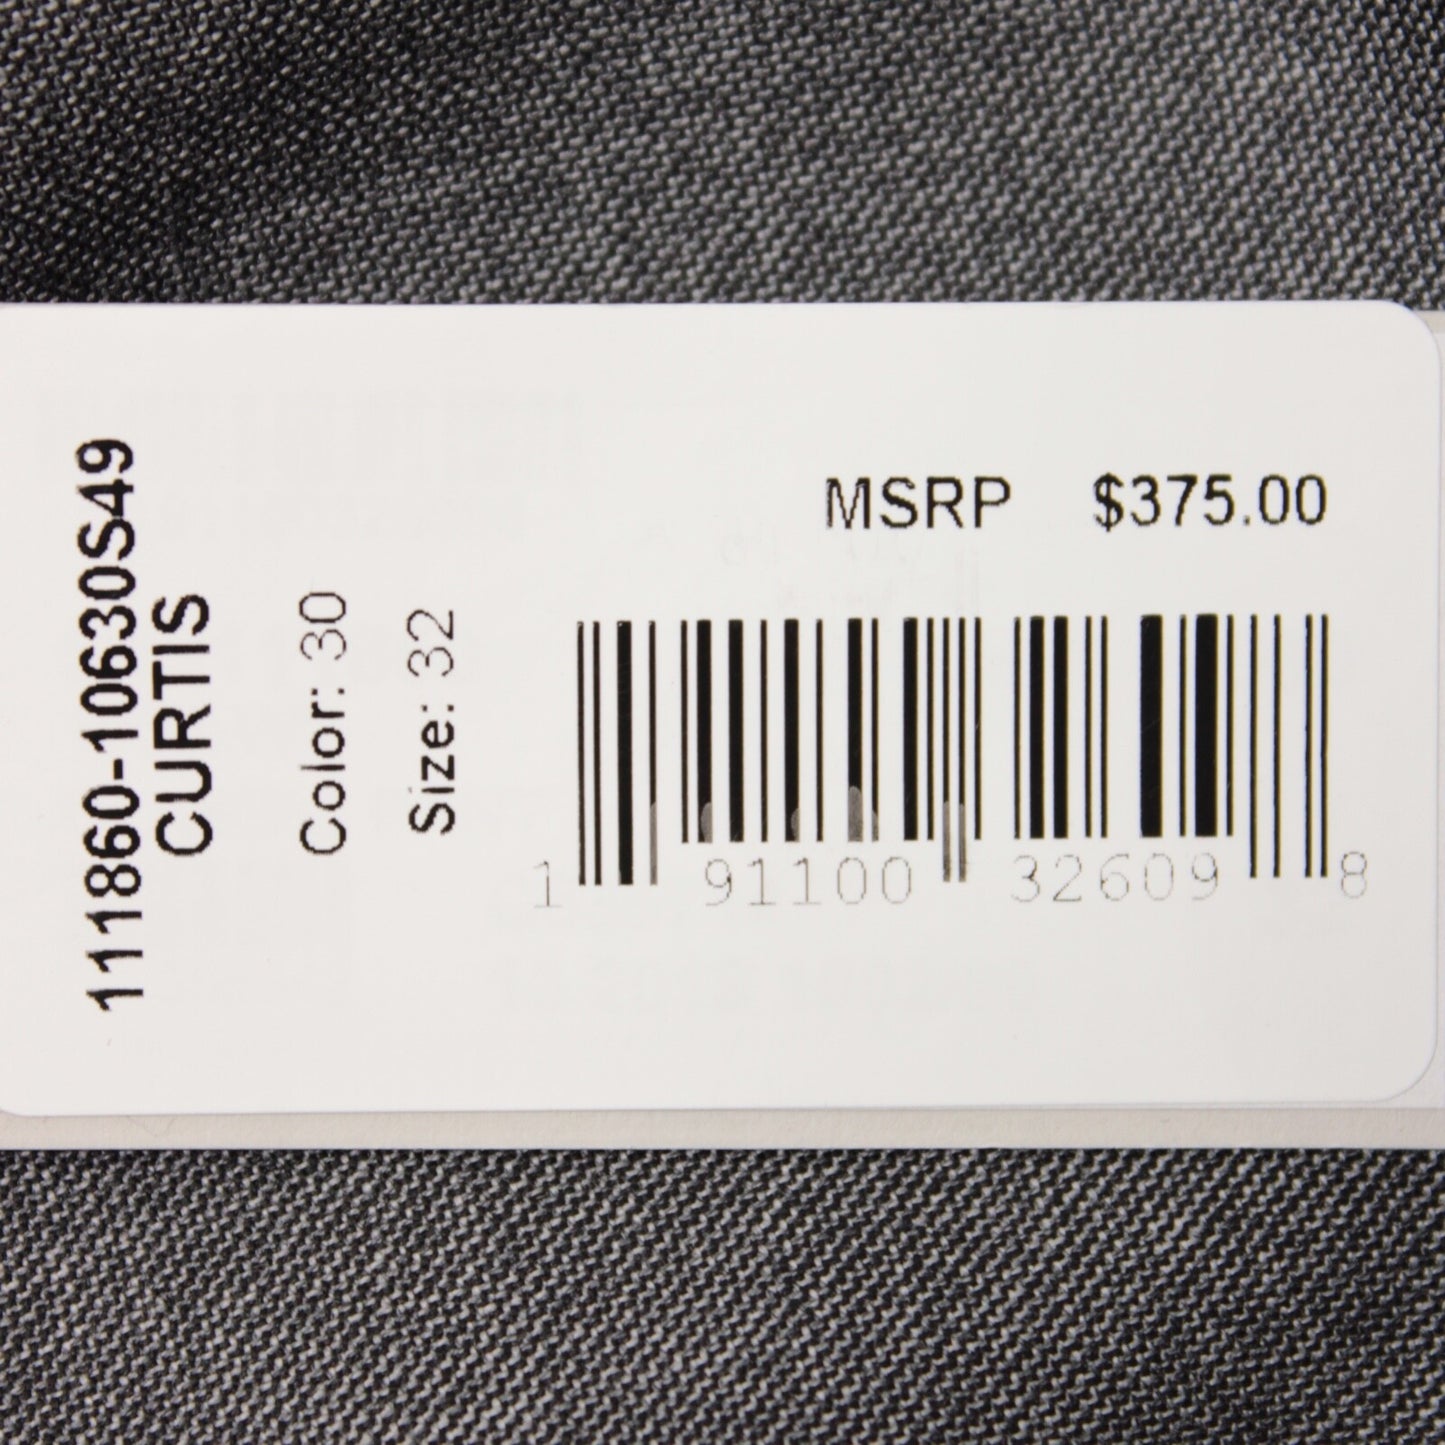 111860-10630S49
CURTIS
Color: 30
Size: 32
MSRP $375.00
1 91100 32609 8